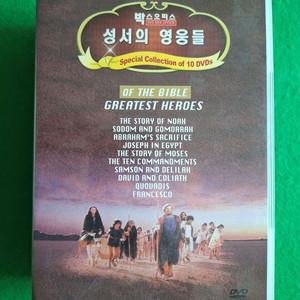 박스오피스
성서의 영웅들
Special Collection of 10 DVDs
OF THE BIBLE
GREATEST HEROES
THE STORY OF NOAH
SODOM AND GOMORRAH
ABRAHAM'S SACRIFICE
JOSEPH IN EGYPT
THE STORY OF MOSES
THE TEN COMMANDMENTS
SAMSON AND DELILAH
DAVID AND GOLIATH
QUOVADIS
FRANCESCO
DVD